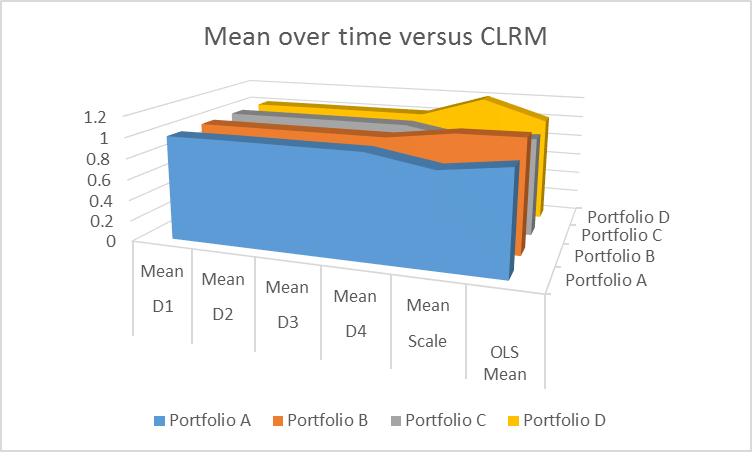 Mean over time versus CLRM
1.2
1
0.8
0.6
0.4
0.2
0
Portfolio D
Portfolio C
Portfolio B
Portfolio A
Mean Mean Mean Mean Mean
D1 D2 D3 D4 Scale OLS
Mean
Portfolio A Portfolio B Portfolio C Portfolio D